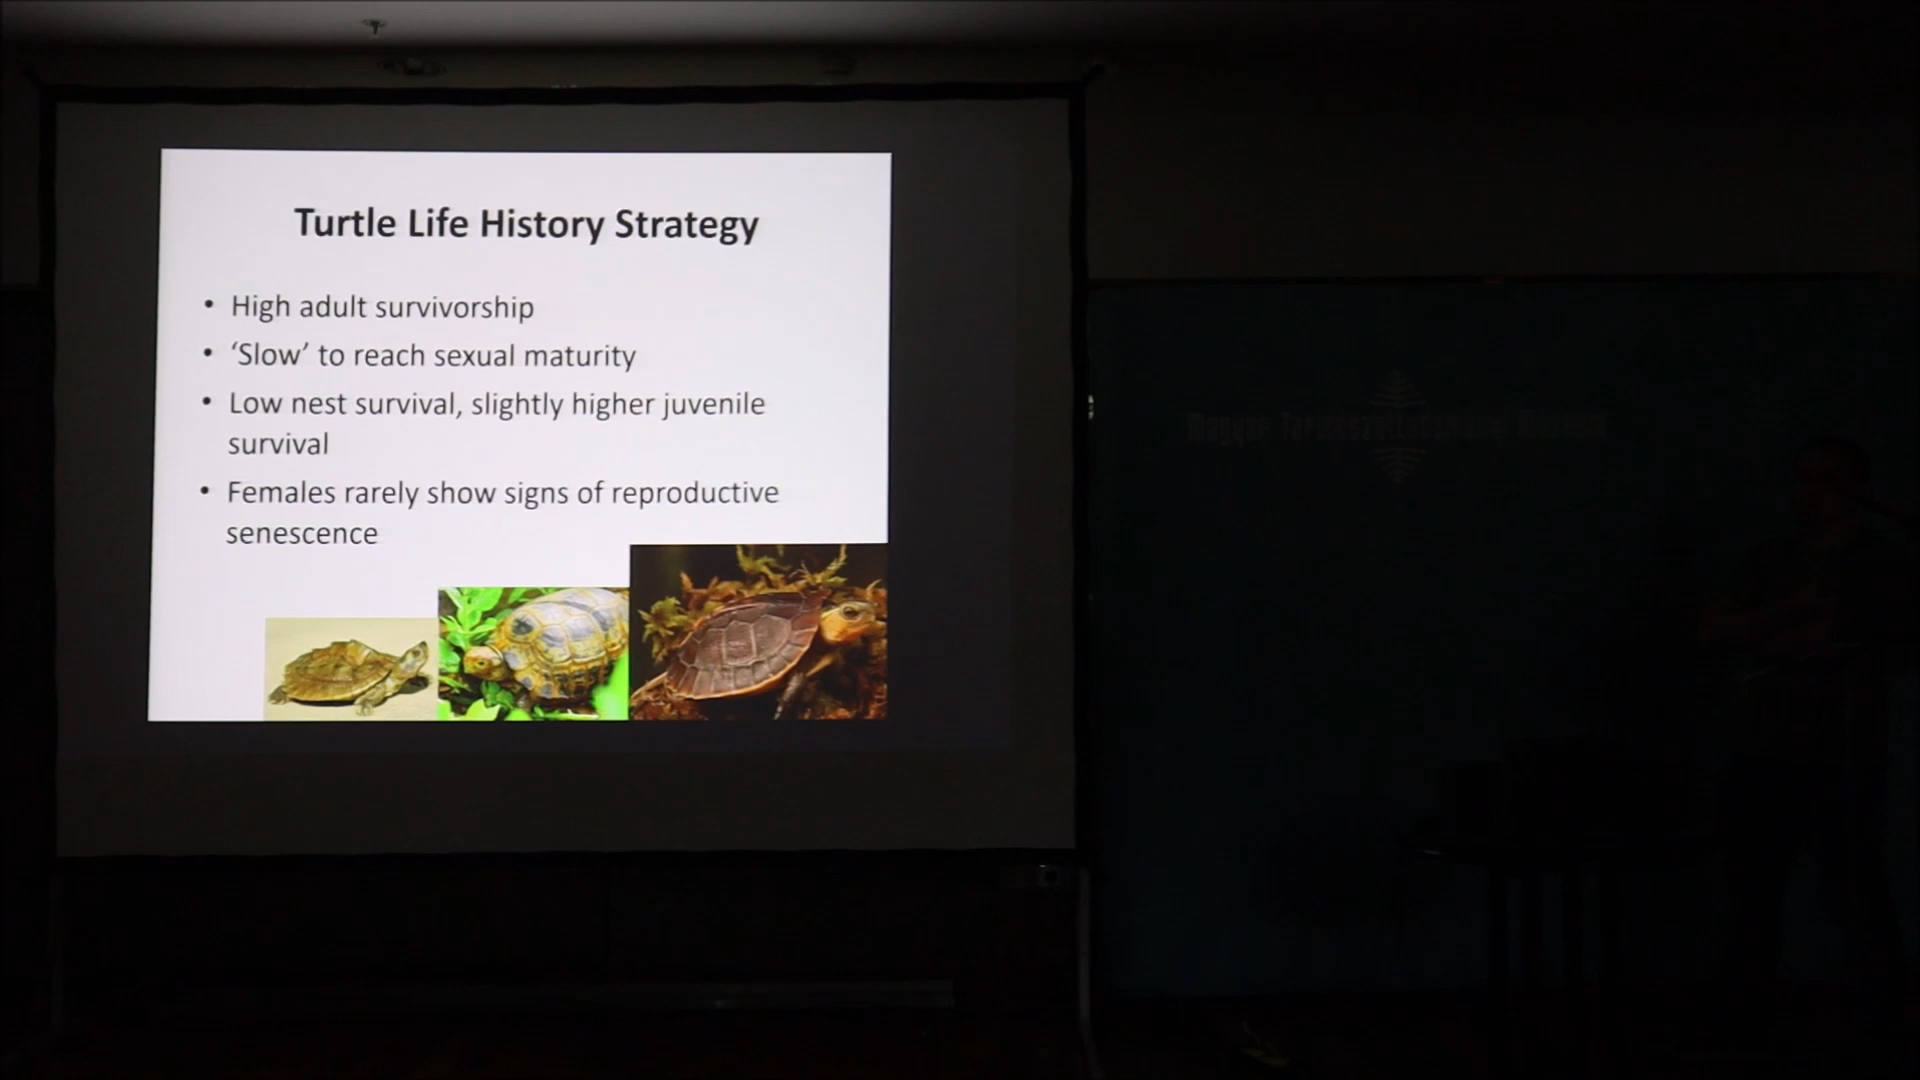 Turtle Life History Strategy
• High adult survivorship
• ‘Slow’ to reach sexual maturity
• Low nest survival, slightly higher juvenile
survival
• Females rarely show signs of reproductive
senescence
Magyar